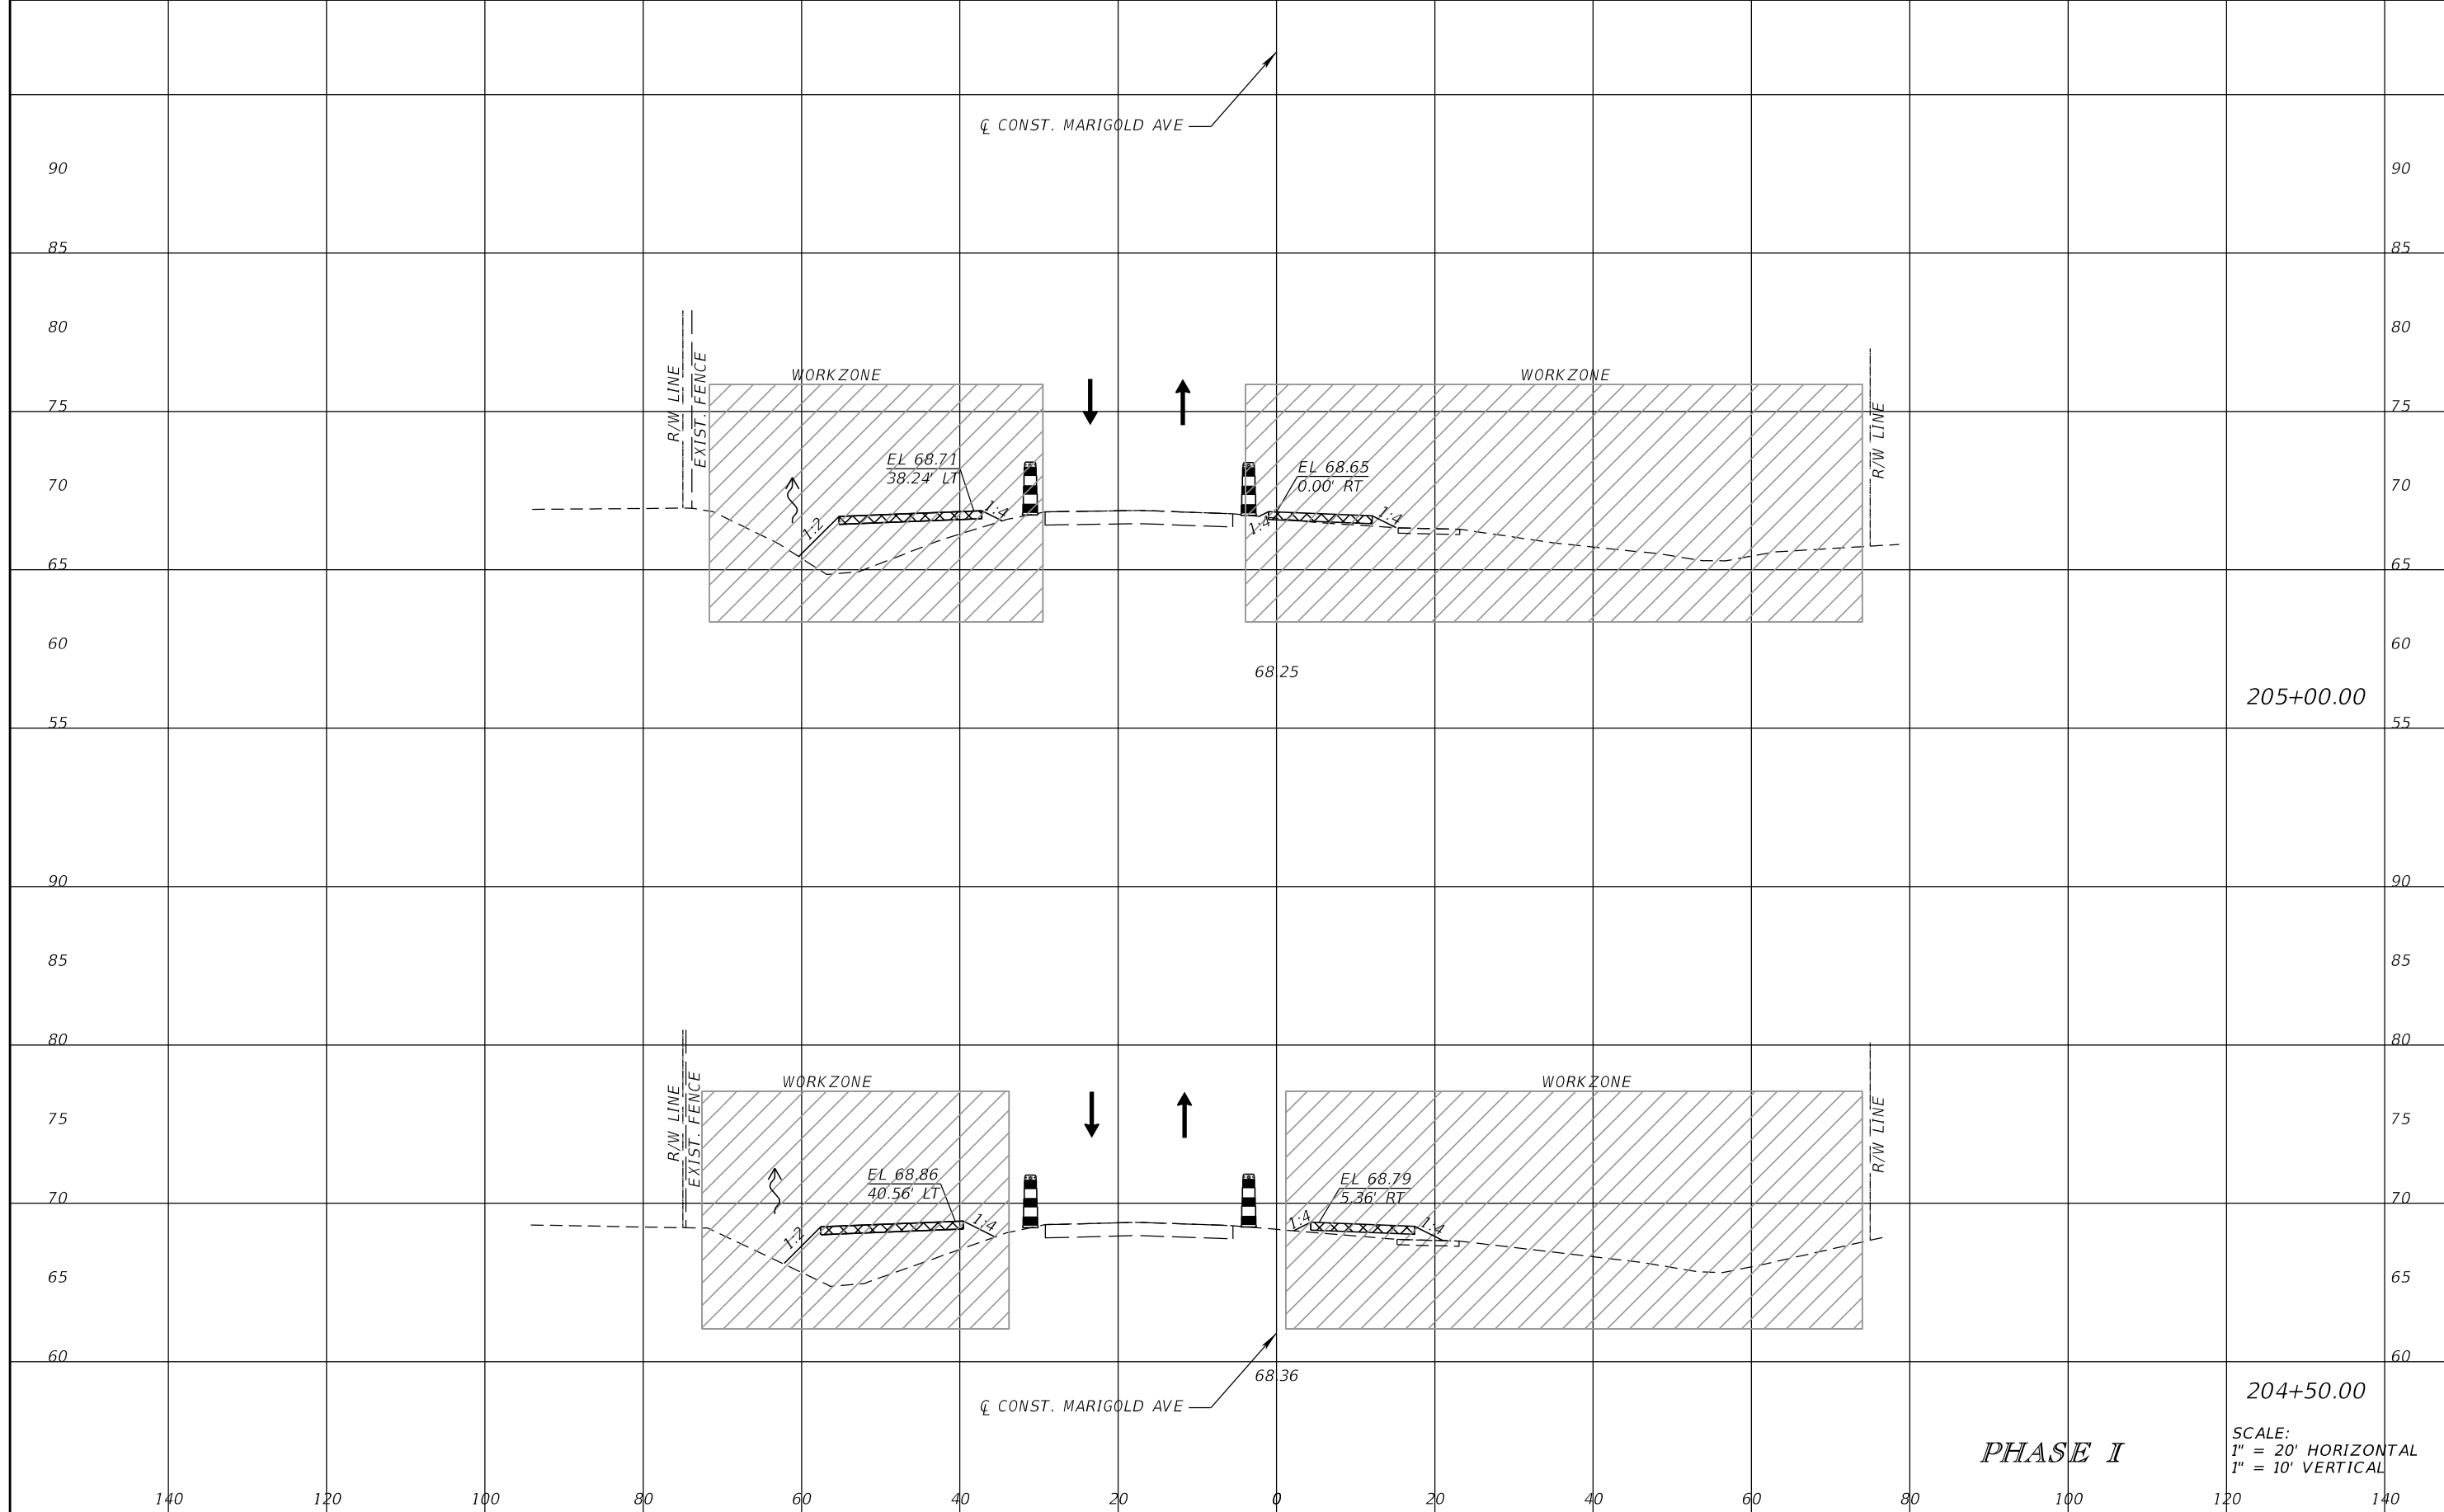 ℄ CONST. MARIGOLD AVE
90 90
85 85
80 80
R/W LINE
EXIST. FENCE
WORKZONE
WORKZONE
R/W LINE
75 75
EL 68.71
38.24' LT
EL 68.65
0.00' RT
70 70
1:2
1:4
1:4
1:4
65 65
60 60
68.25
205+00.00
55 55
90 90
85 85
80 80
R/W LINE
EXIST. FENCE
WORKZONE
WORKZONE
R/W LINE
75 75
EL 68.86
40.56' LT
EL 68.79
5.36' RT
70 70
1:2
1:4
1:4
1:4
65 65
60 60
68.36
℄ CONST. MARIGOLD AVE
204+50.00
PHASE I
SCALE:
1" = 20' HORIZONTAL
1" = 10' VERTICAL
140 120 100 80 60 40 20 0 20 40 60 80 100 120 140